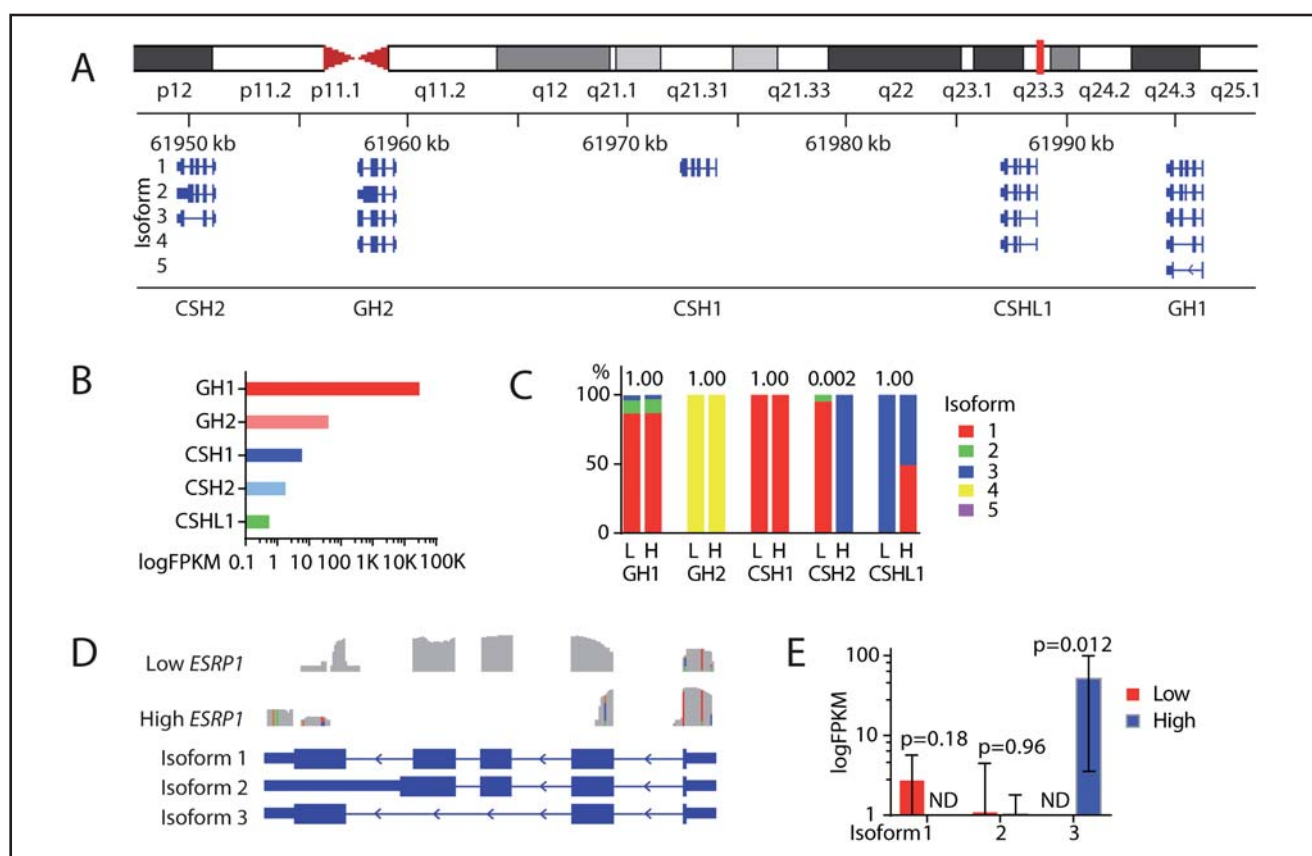 A
p12 p11.2 p11.1 q11.2 q12 q21.1 q21.31 q21.33 q22 q23.1 q23.3 q24.2 q24.3 q25.1
61950 kb 61960 kb 61970 kb 61980 kb 61990 kb
Isoform
1
2
3
4
5
CSH2 GH2 CSH1 CSHL1 GH1
B
GH1
GH2
CSH1
CSH2
CSHL1
logFPKM 0.1 1 10 100 1K 10K 100K
C
%
1.00 1.00 1.00 0.002 1.00
100
50
0
L H L H L H L H L H
GH1 GH2 CSH1 CSH2 CSHL1
Isoform
1
2
3
4
5
D
Low ESRP1
High ESRP1
Isoform 1
Isoform 2
Isoform 3
E
logFPKM
100
10
1
p=0.18
ND
p=0.96
ND
p=0.012
Isoform 1 2 3
Low
High